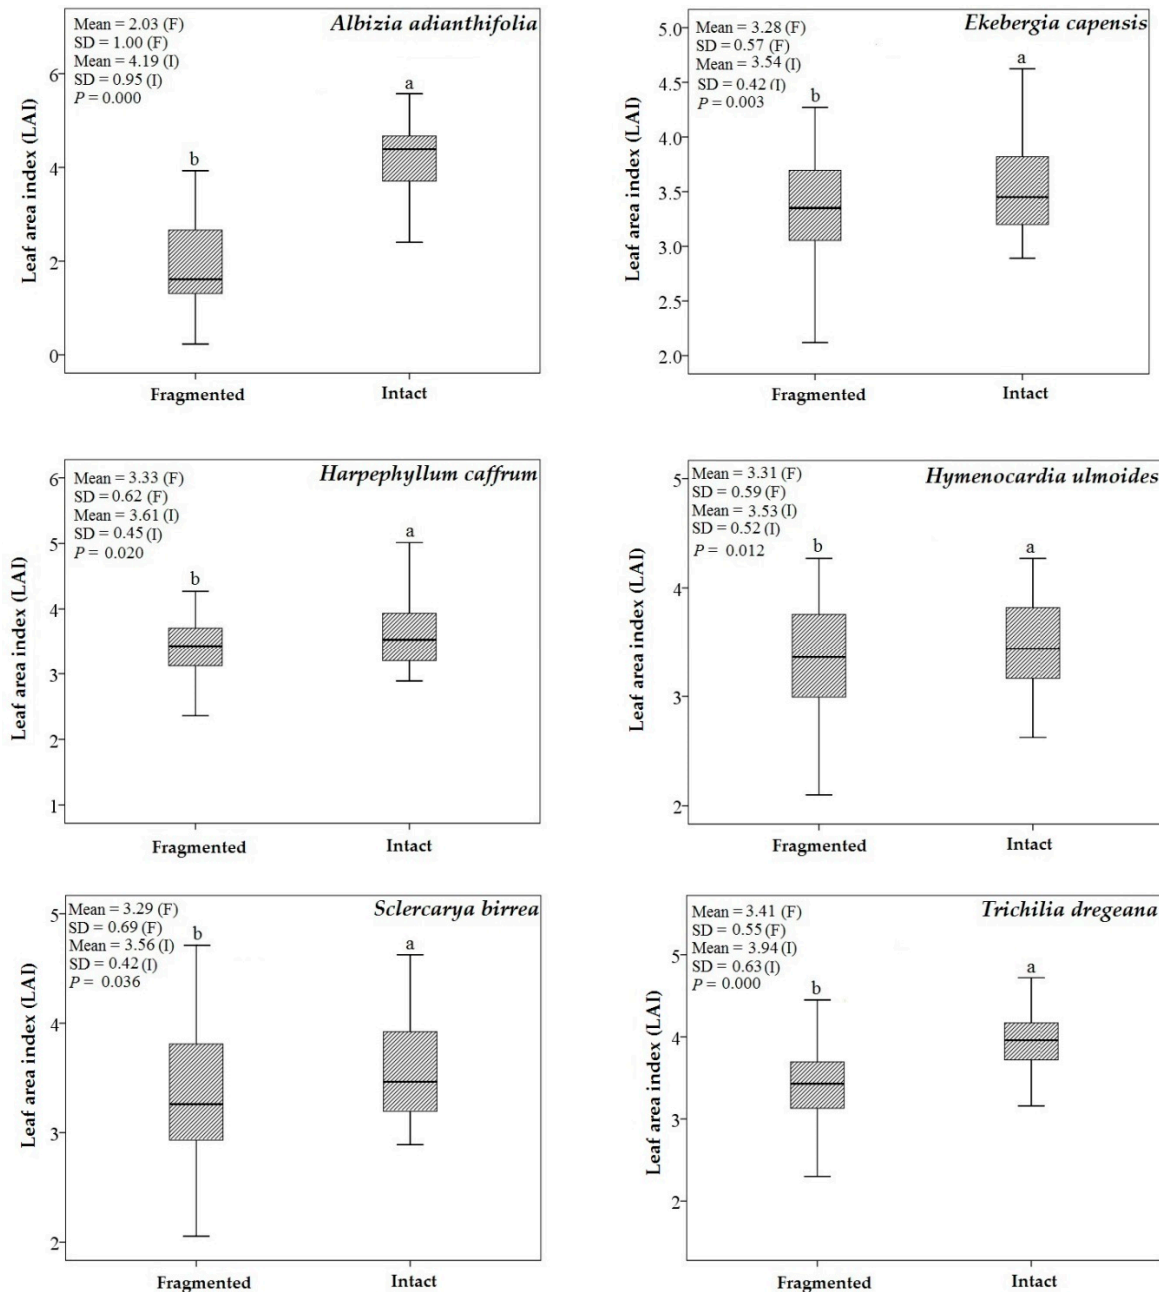 Albizia adianthifolia
Mean = 2.03 (F)
SD = 1.00 (F)
Mean = 4.19 (I)
SD = 0.95 (I)
P = 0.000
Leaf area index (LAI)
6
4
2
0
b
a
Fragmented
Intact
Ekebergia capensis
Mean = 3.28 (F)
SD = 0.57 (F)
Mean = 3.54 (I)
SD = 0.42 (I)
P = 0.003
Leaf area index (LAI)
5.0
4.5
4.0
3.5
3.0
2.5
2.0
b
a
Fragmented
Intact
Harpephyllum caffrum
Mean = 3.33 (F)
SD = 0.62 (F)
Mean = 3.61 (I)
SD = 0.45 (I)
P = 0.020
Leaf area index (LAI)
6
5
4
3
2
1
b
a
Fragmented
Intact
Hymenocardia ulmoides
Mean = 3.31 (F)
SD = 0.59 (F)
Mean = 3.53 (I)
SD = 0.52 (I)
P = 0.012
Leaf area index (LAI)
5
4
3
2
b
a
Fragmented
Intact
Sclercarya birrea
Mean = 3.29 (F)
SD = 0.69 (F)
Mean = 3.56 (I)
SD = 0.42 (I)
P = 0.036
Leaf area index (LAI)
5
4
3
2
b
a
Fragmented
Intact
Trichilia dregeana
Mean = 3.41 (F)
SD = 0.55 (F)
Mean = 3.94 (I)
SD = 0.63 (I)
P = 0.000
Leaf area index (LAI)
5
4
3
2
b
a
Fragmented
Intact